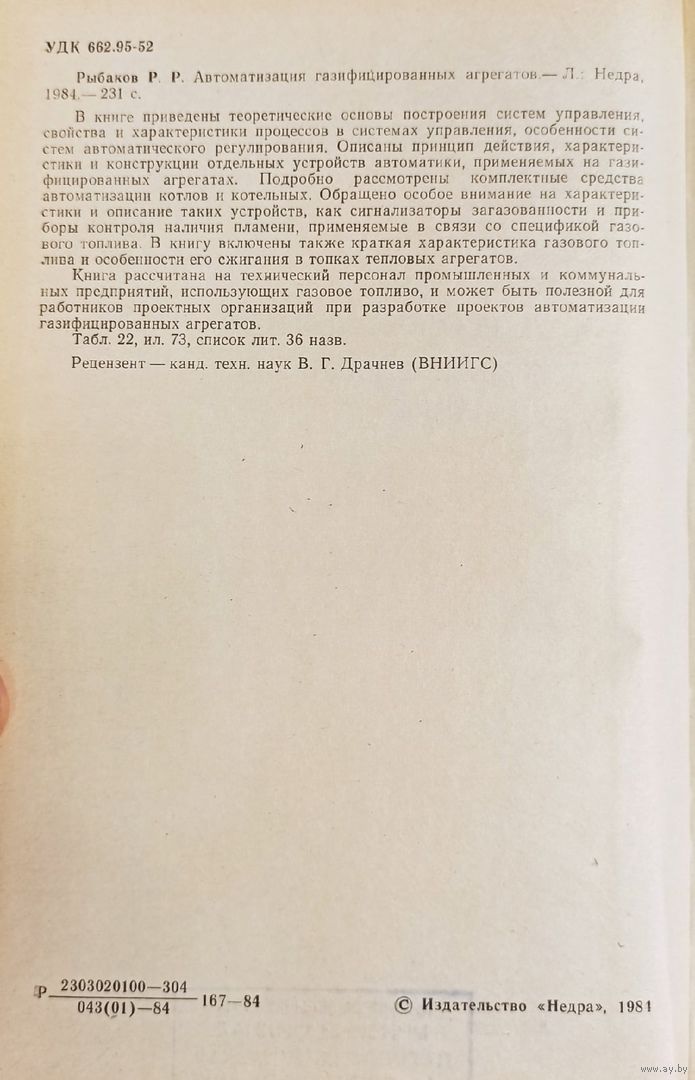 УДК 662.95-52
Рыбаков Р. Р. Автоматизация газифицированных агрегатов.— Л.: Недра,
1984.— 231 с.
В книге приведены теоретические основы построения систем управления,
свойства и характеристики процессов в системах управления, особенности си-
стем автоматического регулирования. Описаны принцип действия, характери-
стики и конструкции отдельных устройств автоматики, применяемых на гази-
фицированных агрегатах. Подробно рассмотрены комплектные средства
автоматизации котлов и котельных. Обращено особое внимание на характери-
стики и описание таких устройств, как сигнализаторы загазованности и при-
боры контроля наличия пламени, применяемые в связи со спецификой газо-
вого топлива. В книгу включены также краткая характеристика газового топ-
лива и особенности его сжигания в топках тепловых агрегатов.
Книга рассчитана на технический персонал промышленных и коммуналь-
ных предприятий, использующих газовое топливо, и может быть полезной для
работников проектных организаций при разработке проектов автоматизации
газифицированных агрегатов.
Табл. 22, ил. 73, список лит. 36 назв.
Рецензент — канд. техн. наук В. Г. Драчнев (ВНИИГС)
Р 2303020100—304
043(01)—84 167—84
© Издательство «Недра», 1984
www.ay.by